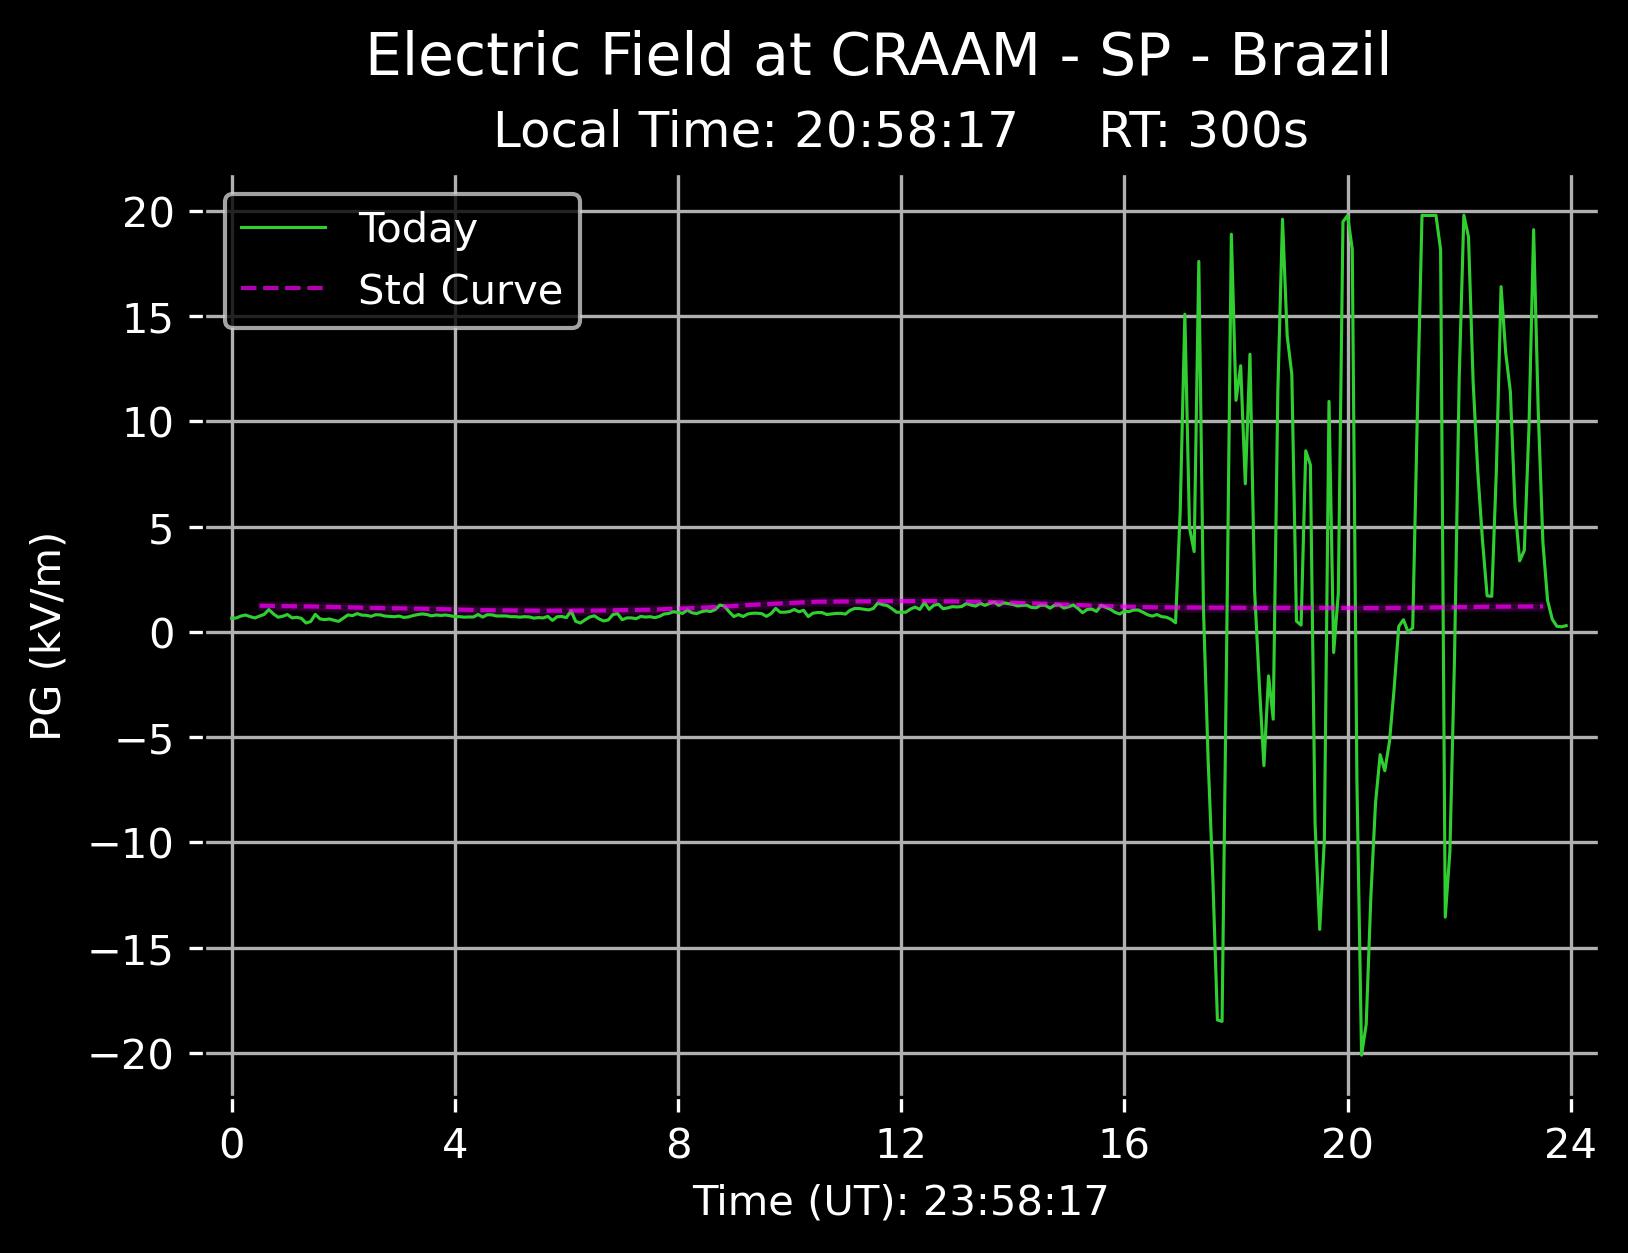 Electric Field at CRAAM - SP - Brazil
Local Time: 20:58:17 RT: 300s
Today
Std Curve
PG (kV/m)
20
15
10
5
0
−5
−10
−15
−20
0 4 8 12 16 20 24
Time (UT): 23:58:17